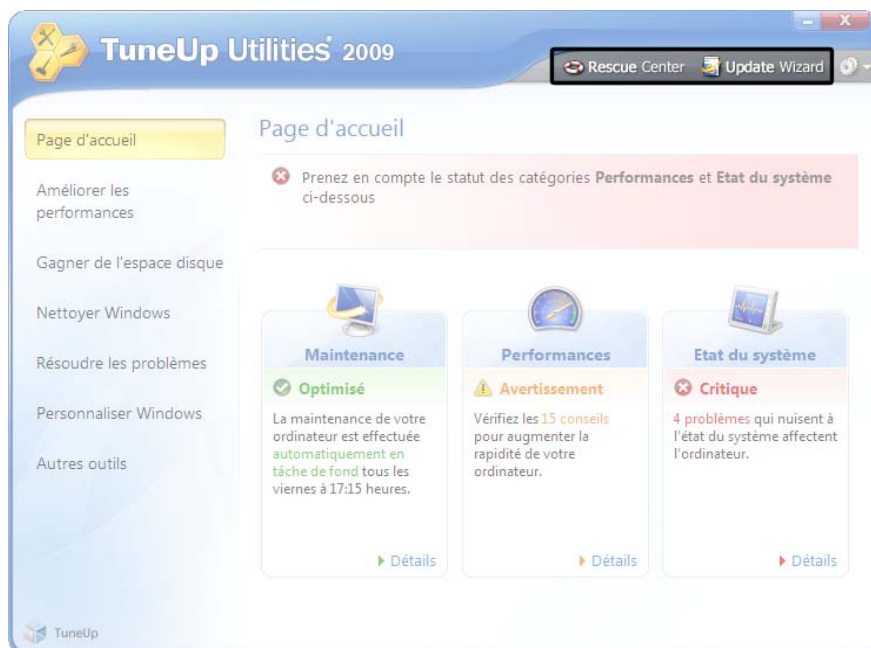 TuneUp Utilities® 2009
Rescue Center Update Wizard
Page d'accueil
Améliorer les
performances
Gagner de l'espace disque
Nettoyer Windows
Résoudre les problèmes
Personnaliser Windows
Autres outils
TuneUp
Page d'accueil
Prenez en compte le statut des catégories Performances et Etat du système
ci-dessous
Maintenance
Optimisé
La maintenance de votre
ordinateur est effectuée
automatiquement en
tâche de fond tous les
viernes à 17:15 heures.
Détails
Performances
Avertissement
Vérifiez les 15 conseils
pour augmenter la
rapidité de votre
ordinateur.
Détails
Etat du système
Critique
4 problèmes qui nuisent à
l'état du système affectent
l'ordinateur.
Détails